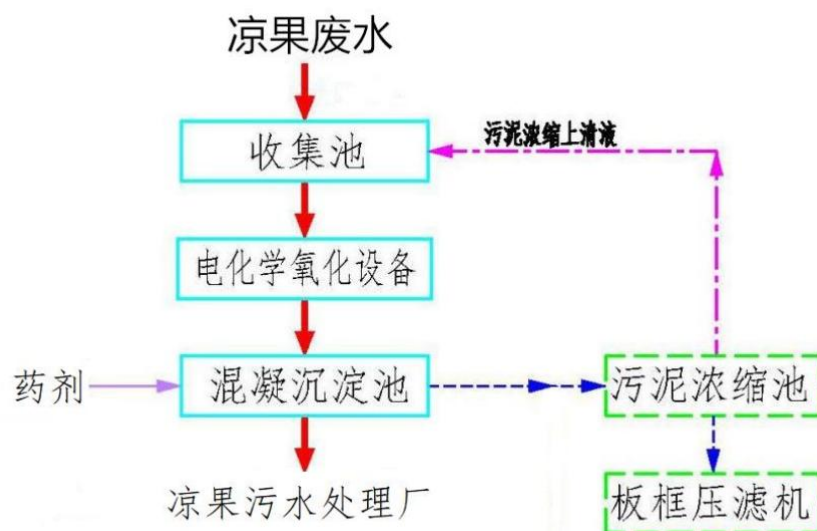 凉果废水
收集池
污泥浓缩上清液
电化学氧化设备
药剂
混凝沉淀池
污泥浓缩池
凉果污水处理厂
板框压滤机